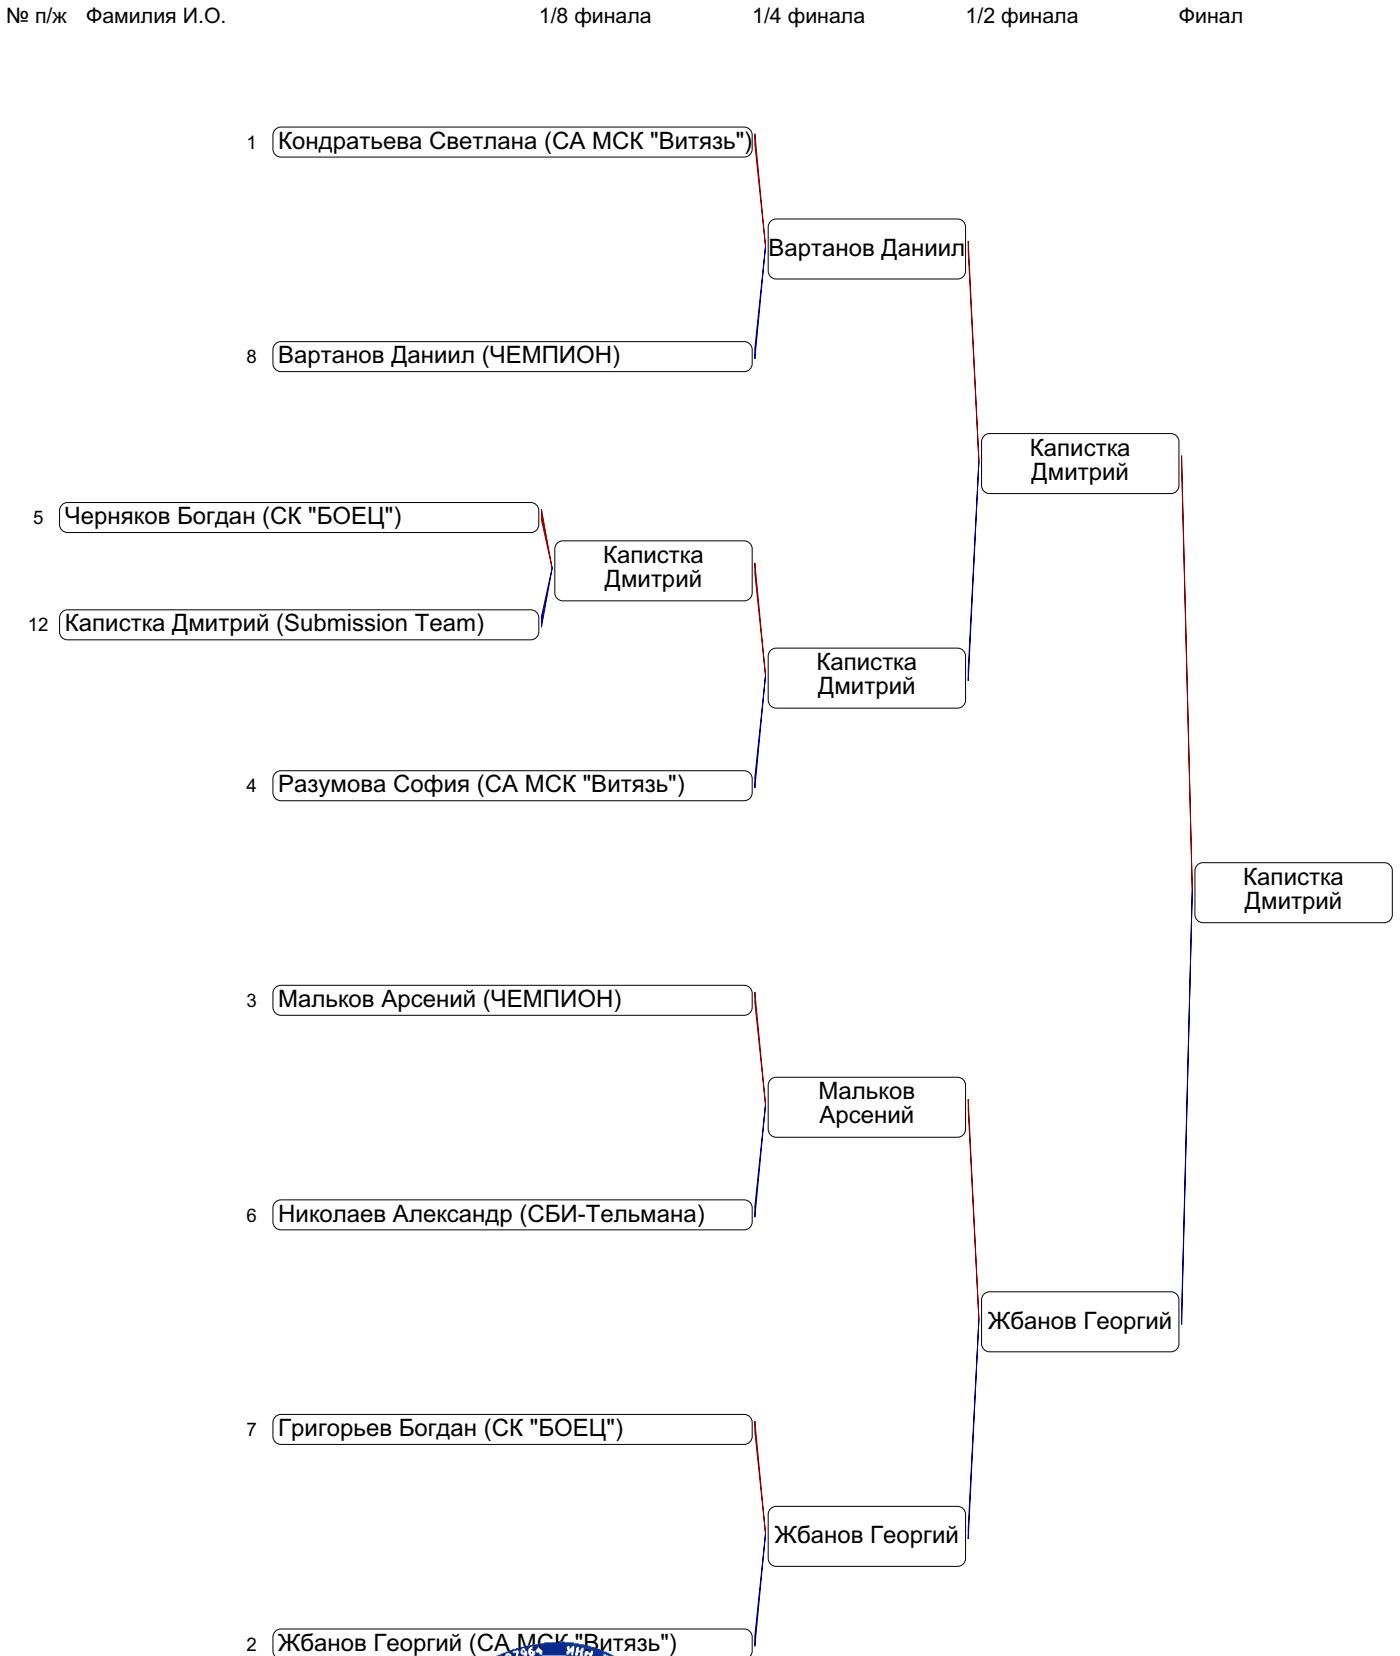 № п/ж Фамилия И.О. 1/8 финала 1/4 финала 1/2 финала Финал
1 Кондратьева Светлана (СА МСК "Витязь")
Вартанов Даниил
8 Вартанов Даниил (ЧЕМПИОН)
Капистка
Дмитрий
5 Черняков Богдан (СК "БОЕЦ")
Капистка
Дмитрий
12 Капистка Дмитрий (Submission Team)
Капистка
Дмитрий
4 Разумова София (СА МСК "Витязь")
Капистка
Дмитрий
3 Мальков Арсений (ЧЕМПИОН)
Мальков
Арсений
6 Николаев Александр (СБИ-Тельмана)
Жбанов Георгий
7 Григорьев Богдан (СК "БОЕЦ")
Жбанов Георгий
2 Жбанов Георгий (СА МСК "Витязь")
ИНН